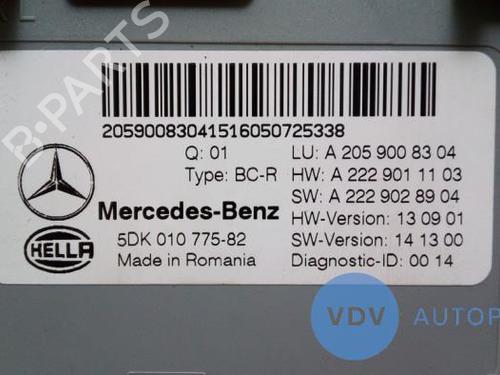 20590083041516050725338
Q: 01
Type: BC-R
Mercedes-Benz
5DK 010 775-82
Made in Romania
HELLA
LU: A 205 900 83 04
HW: A 222 901 11 03
SW: A 222 902 89 04
HW-Version: 13 09 01
SW-Version: 14 13 00
Diagnostic-ID: 00 14
B-PARTS
VDV AUTOP